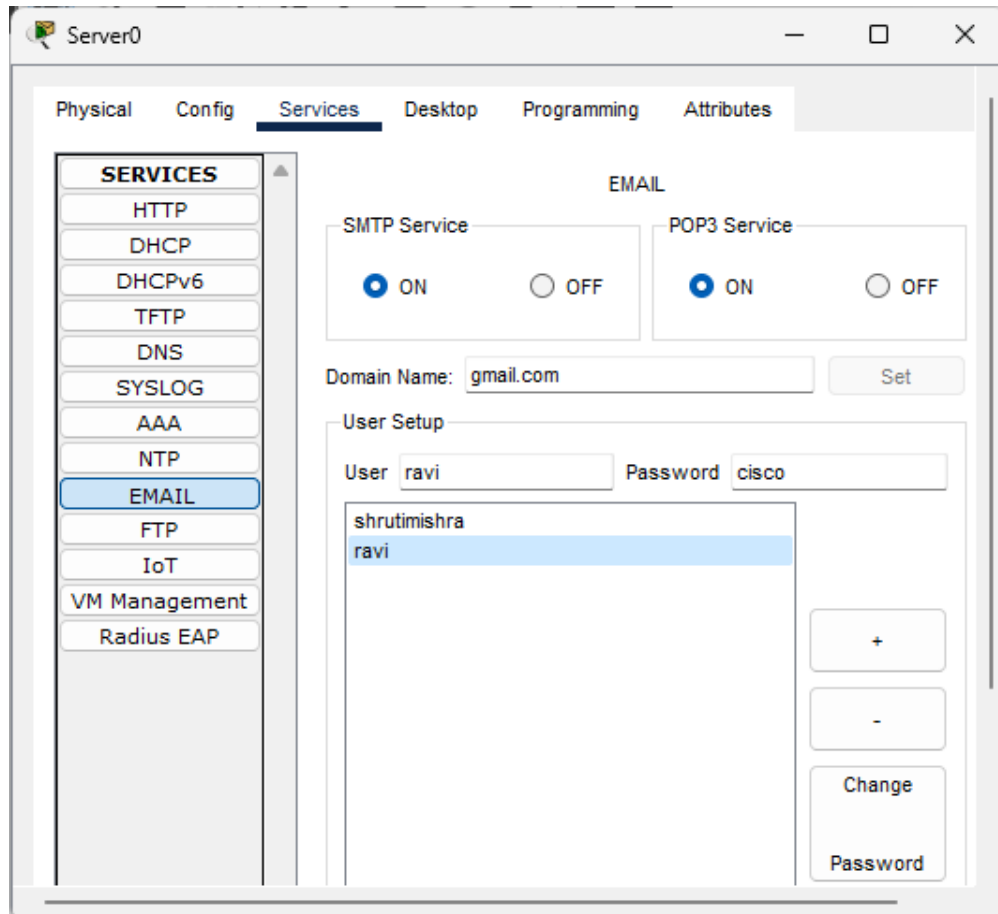 Server0
Physical Config Services Desktop Programming Attributes
SERVICES
HTTP
DHCP
DHCPv6
TFTP
DNS
SYSLOG
AAA
NTP
EMAIL
FTP
IoT
VM Management
Radius EAP
EMAIL
SMTP Service POP3 Service
ON OFF ON OFF
Domain Name: gmail.com Set
User Setup
User ravi Password cisco
shrutimishra
ravi
+
-
Change
Password